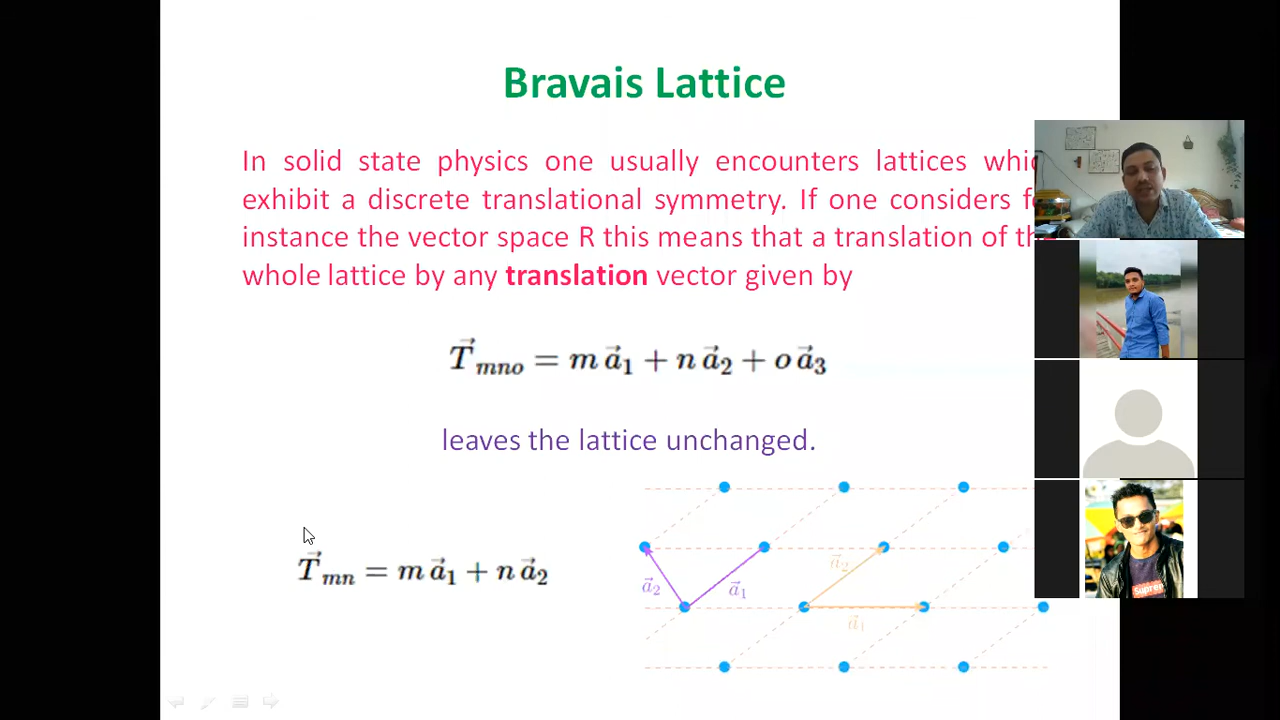 Bravais Lattice
In solid state physics one usually encounters lattices
exhibit a discrete translational symmetry. If one considers
instance the vector space R this means that a translation of
whole lattice by any translation vector given by
T⃗ₘₙₒ = m a⃗₁ + n a⃗₂ + o a⃗₃
leaves the lattice unchanged.
T⃗ₘₙ = m a⃗₁ + n a⃗₂
a⃗₂
a⃗₁
a⃗₂
a⃗₁